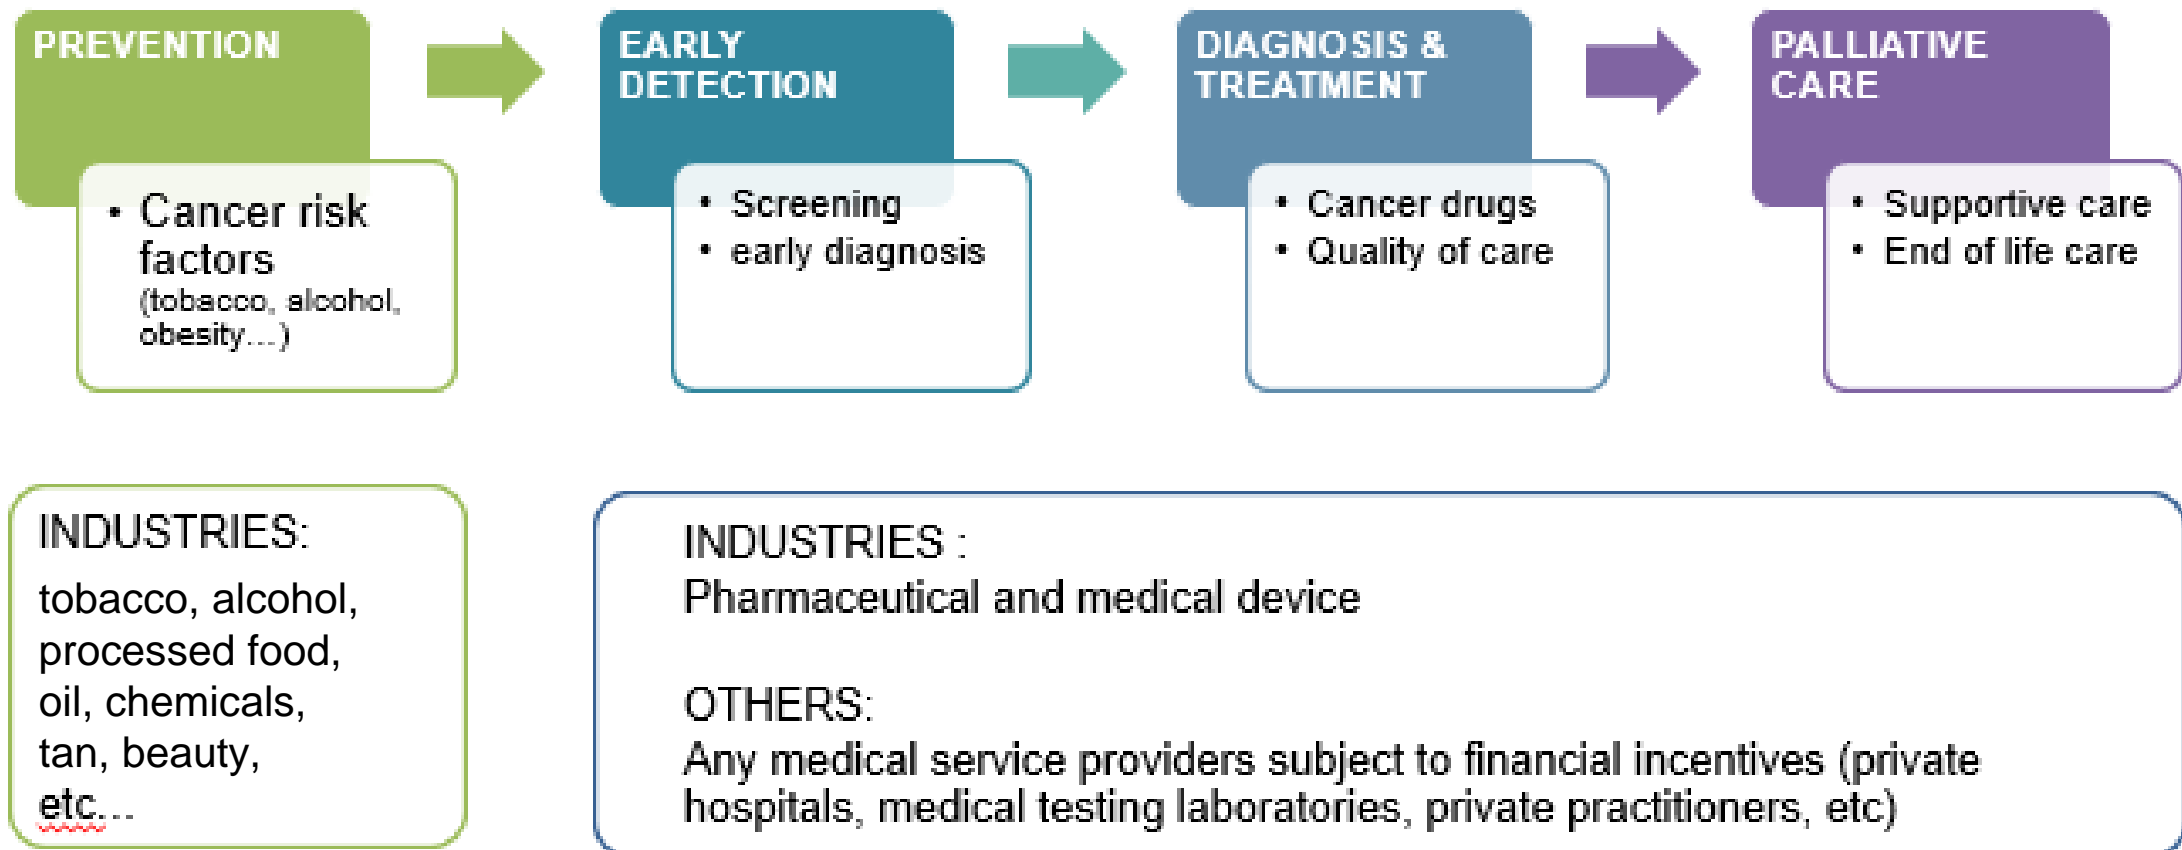 PREVENTION
• Cancer risk
factors
(tobacco, alcohol,
obesity…)
EARLY
DETECTION
• Screening
• early diagnosis
DIAGNOSIS &
TREATMENT
• Cancer drugs
• Quality of care
PALLIATIVE
CARE
• Supportive care
• End of life care
INDUSTRIES:
tobacco, alcohol,
processed food,
oil, chemicals,
tan, beauty,
etc…
INDUSTRIES :
Pharmaceutical and medical device
OTHERS:
Any medical service providers subject to financial incentives (private
hospitals, medical testing laboratories, private practitioners, etc)